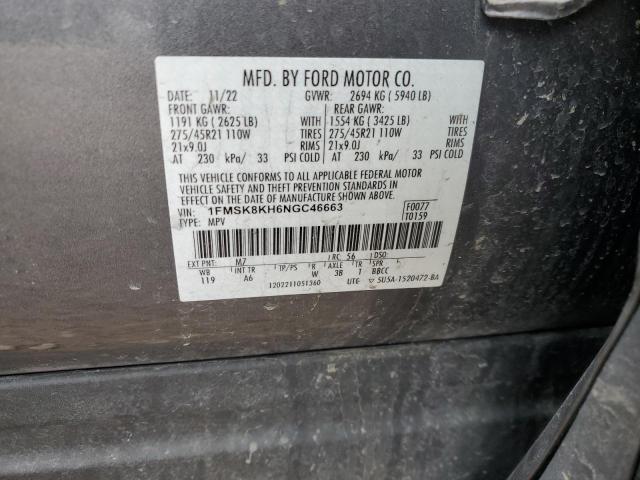 MFD. BY FORD MOTOR CO.
DATE: 11/22 GVWR: 2694 KG ( 5940 LB)
FRONT GAWR: REAR GAWR:
1191 KG ( 2625 LB) WITH 1554 KG ( 3425 LB) WITH
275/45R21 110W TIRES 275/45R21 110W TIRES
21x9.0J RIMS 21x9.0J RIMS
AT 230 kPa/ 33 PSI COLD AT 230 kPa/ 33 PSI COLD
THIS VEHICLE CONFORMS TO ALL APPLICABLE FEDERAL MOTOR
VEHICLE SAFETY AND THEFT PREVENTION STANDARDS IN
EFFECT ON THE DATE OF MANUFACTURE SHOWN ABOVE.
VIN: 1FMSK8KH6NGC46663 F0077
TYPE: MPV T0159
EXT PNT: M7 RC: 56 DSO:
WB INT TR TP/PS R AXLE TR SPR
119 A6 W 3B 1 BBCC
1202211051360 UTC ▽ 5U5A-1520472-BA